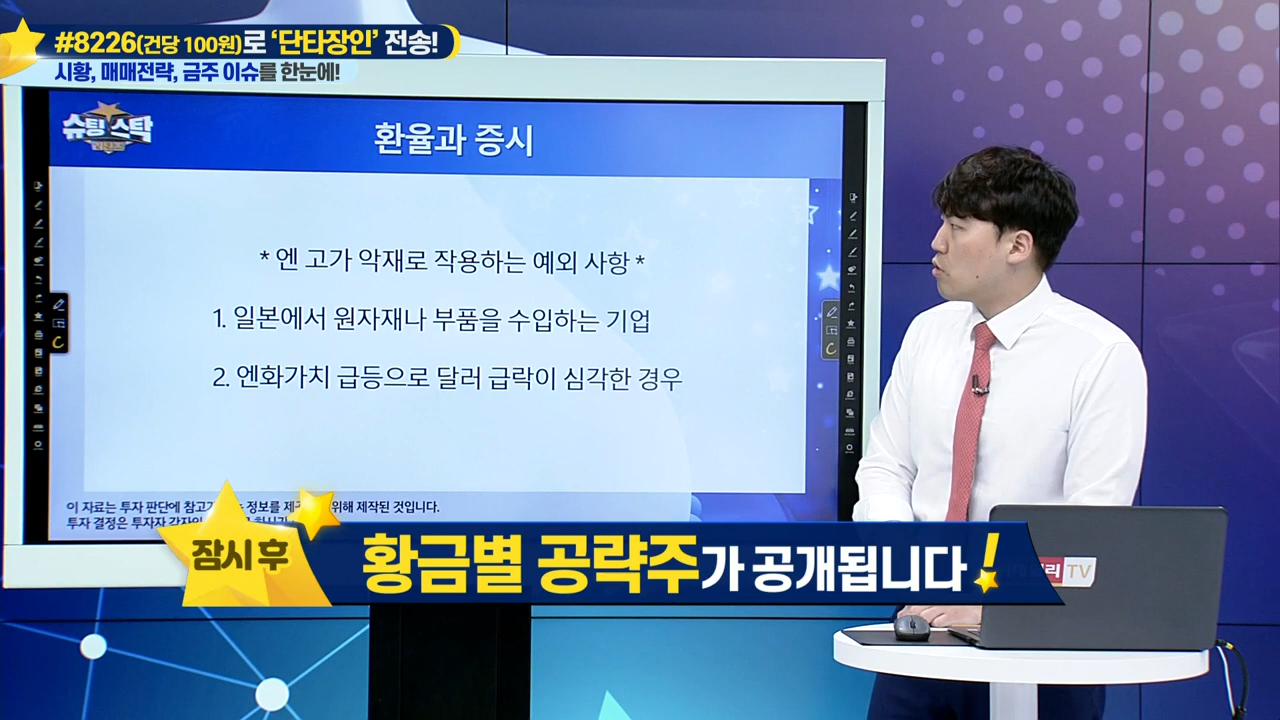 #8226(건당 100원)로 '단타장인' 전송!
시황, 매매전략, 금주 이슈를 한눈에!
슈팅 스탁
환율과 증시
* 엔 고가 악재로 작용하는 예외 사항 *
1. 일본에서 원자재나 부품을 수입하는 기업
2. 엔화가치 급등으로 달러 급락이 심각한 경우
이 자료는 투자 판단에 참고가 정보를 제 위해 제작된 것입니다.
투자 결정은 투자자
잠시 후 황금별 공략주가 공개됩니다!
리TV